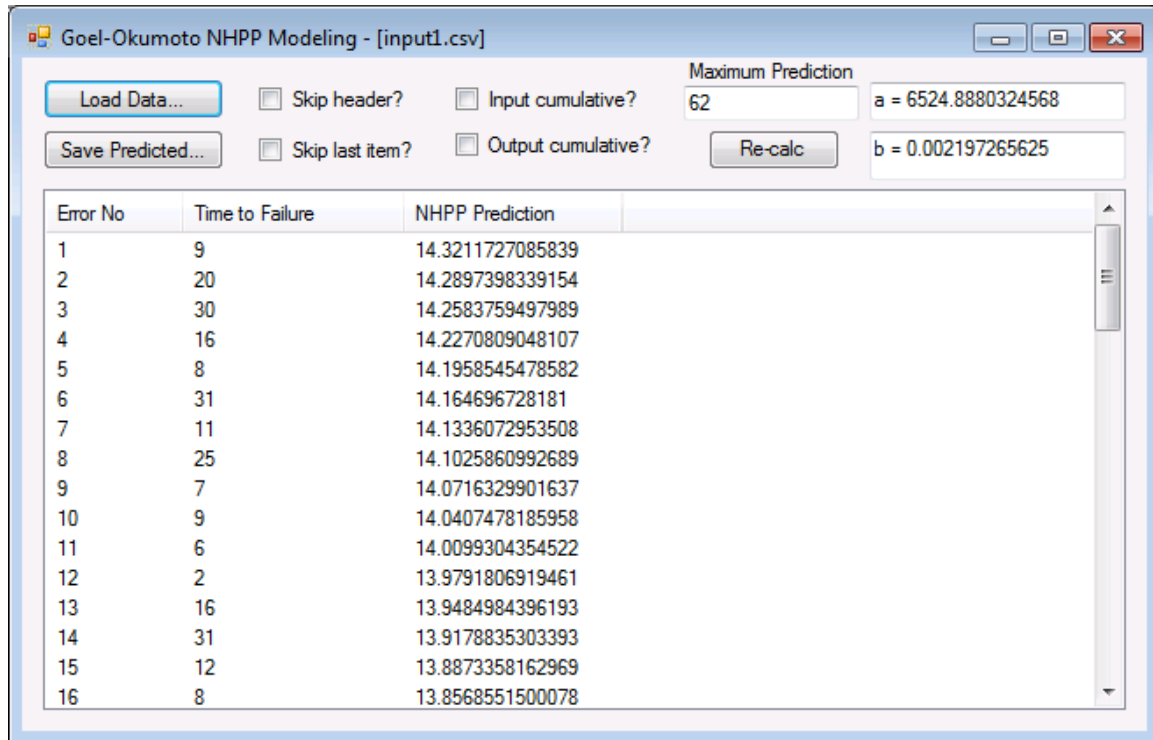 Goel-Okumoto NHPP Modeling - [input1.csv]
Maximum Prediction
Load Data... Skip header? Input cumulative? 62 a = 6524.8880324568
Save Predicted... Skip last item? Output cumulative? Re-calc b = 0.002197265625
Error No Time to Failure NHPP Prediction
1 9 14.3211727085839
2 20 14.2897398339154
3 30 14.2583759497989
4 16 14.2270809048107
5 8 14.1958545478582
6 31 14.164696728181
7 11 14.1336072953508
8 25 14.1025860992689
9 7 14.0716329901637
10 9 14.0407478185958
11 6 14.0099304354522
12 2 13.9791806919461
13 16 13.9484984396193
14 31 13.9178835303393
15 12 13.8873358162969
16 8 13.8568551500078